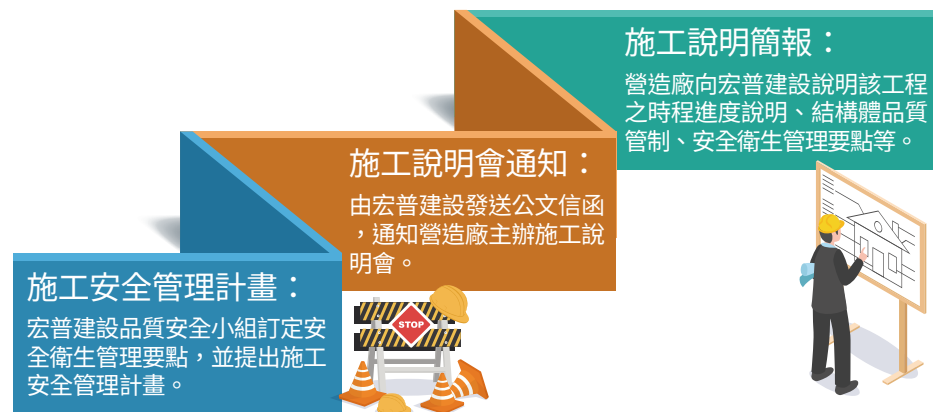 施工說明簡報：
營造廠向宏普建設說明該工程
之時程進度說明、結構體品質
管制、安全衛生管理要點等。
施工說明會通知：
由宏普建設發送公文信函
，通知營造廠主辦施工說
明會。
施工安全管理計畫：
宏普建設品質安全小組訂定安
全衛生管理要點，並提出施工
安全管理計畫。
STOP